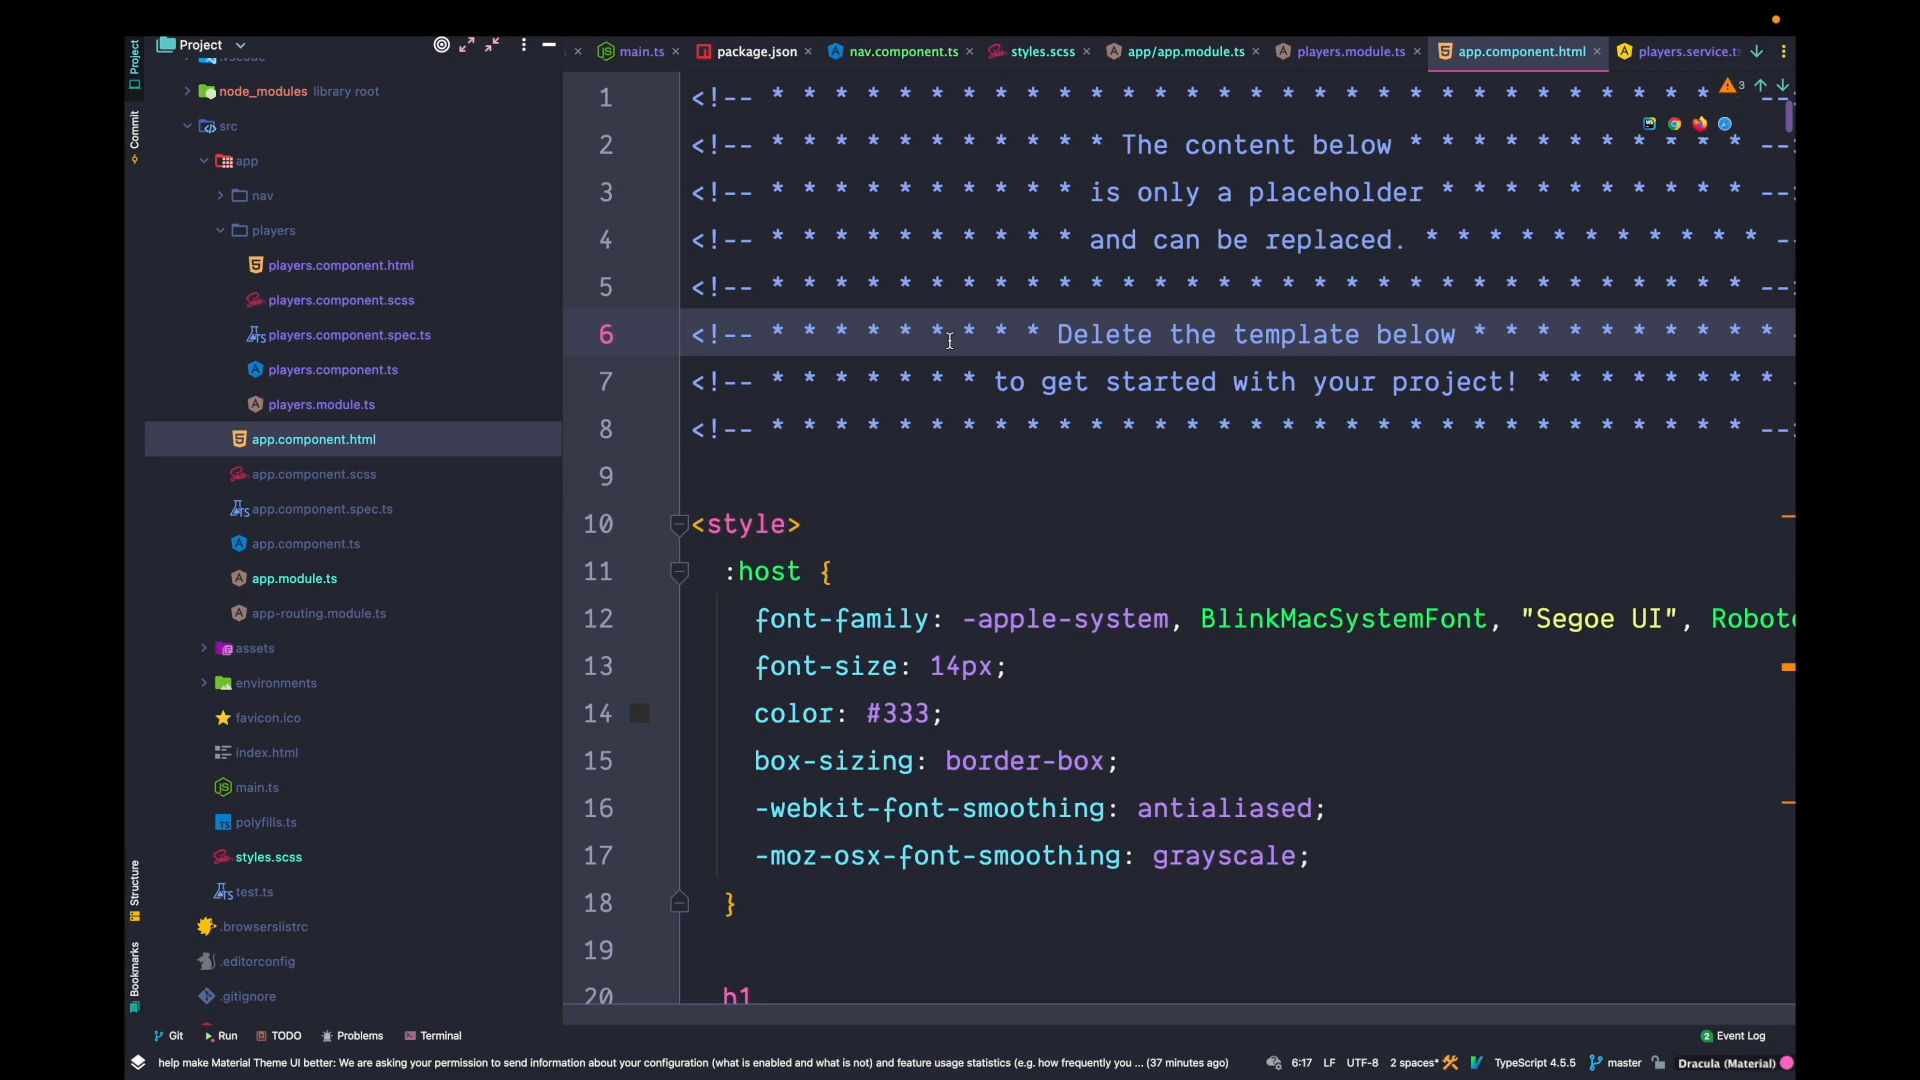 Project
main.ts
package.json
nav.component.ts
styles.scss
app/app.module.ts
players.module.ts
app.component.html
players.service.t
Project
Commit
Structure
Bookmarks
.vscode
node_modules library root
src
app
nav
players
players.component.html
players.component.scss
players.component.spec.ts
players.component.ts
players.module.ts
app.component.html
app.component.scss
app.component.spec.ts
app.component.ts
app.module.ts
app-routing.module.ts
assets
environments
favicon.ico
index.html
main.ts
polyfills.ts
styles.scss
test.ts
.browserslistrc
.editorconfig
.gitignore
3
1 <!-- * * * * * * * * * * * * * * * * * * * * * * * * * * * * * * --
2 <!-- * * * * * * * * * * * The content below * * * * * * * * * * * --
3 <!-- * * * * * * * * * * is only a placeholder * * * * * * * * * * --
4 <!-- * * * * * * * * * * and can be replaced. * * * * * * * * * * * -
5 <!-- * * * * * * * * * * * * * * * * * * * * * * * * * * * * * * * --
6 <!-- * * * * * * * * * Delete the template below * * * * * * * * * *
7 <!-- * * * * * * * to get started with your project! * * * * * * * *
8 <!-- * * * * * * * * * * * * * * * * * * * * * * * * * * * * * * * --
9
10 <style>
11 :host {
12 font-family: -apple-system, BlinkMacSystemFont, "Segoe UI", Roboto
13 font-size: 14px;
14 color: #333;
15 box-sizing: border-box;
16 -webkit-font-smoothing: antialiased;
17 -moz-osx-font-smoothing: grayscale;
18 }
19
20 h1
Git Run TODO Problems Terminal
2 Event Log
help make Material Theme UI better: We are asking your permission to send information about your configuration (what is enabled and what is not) and feature usage statistics (e.g. how frequently you ... (37 minutes ago)
6:17 LF UTF-8 2 spaces* TypeScript 4.5.5 master Dracula (Material)